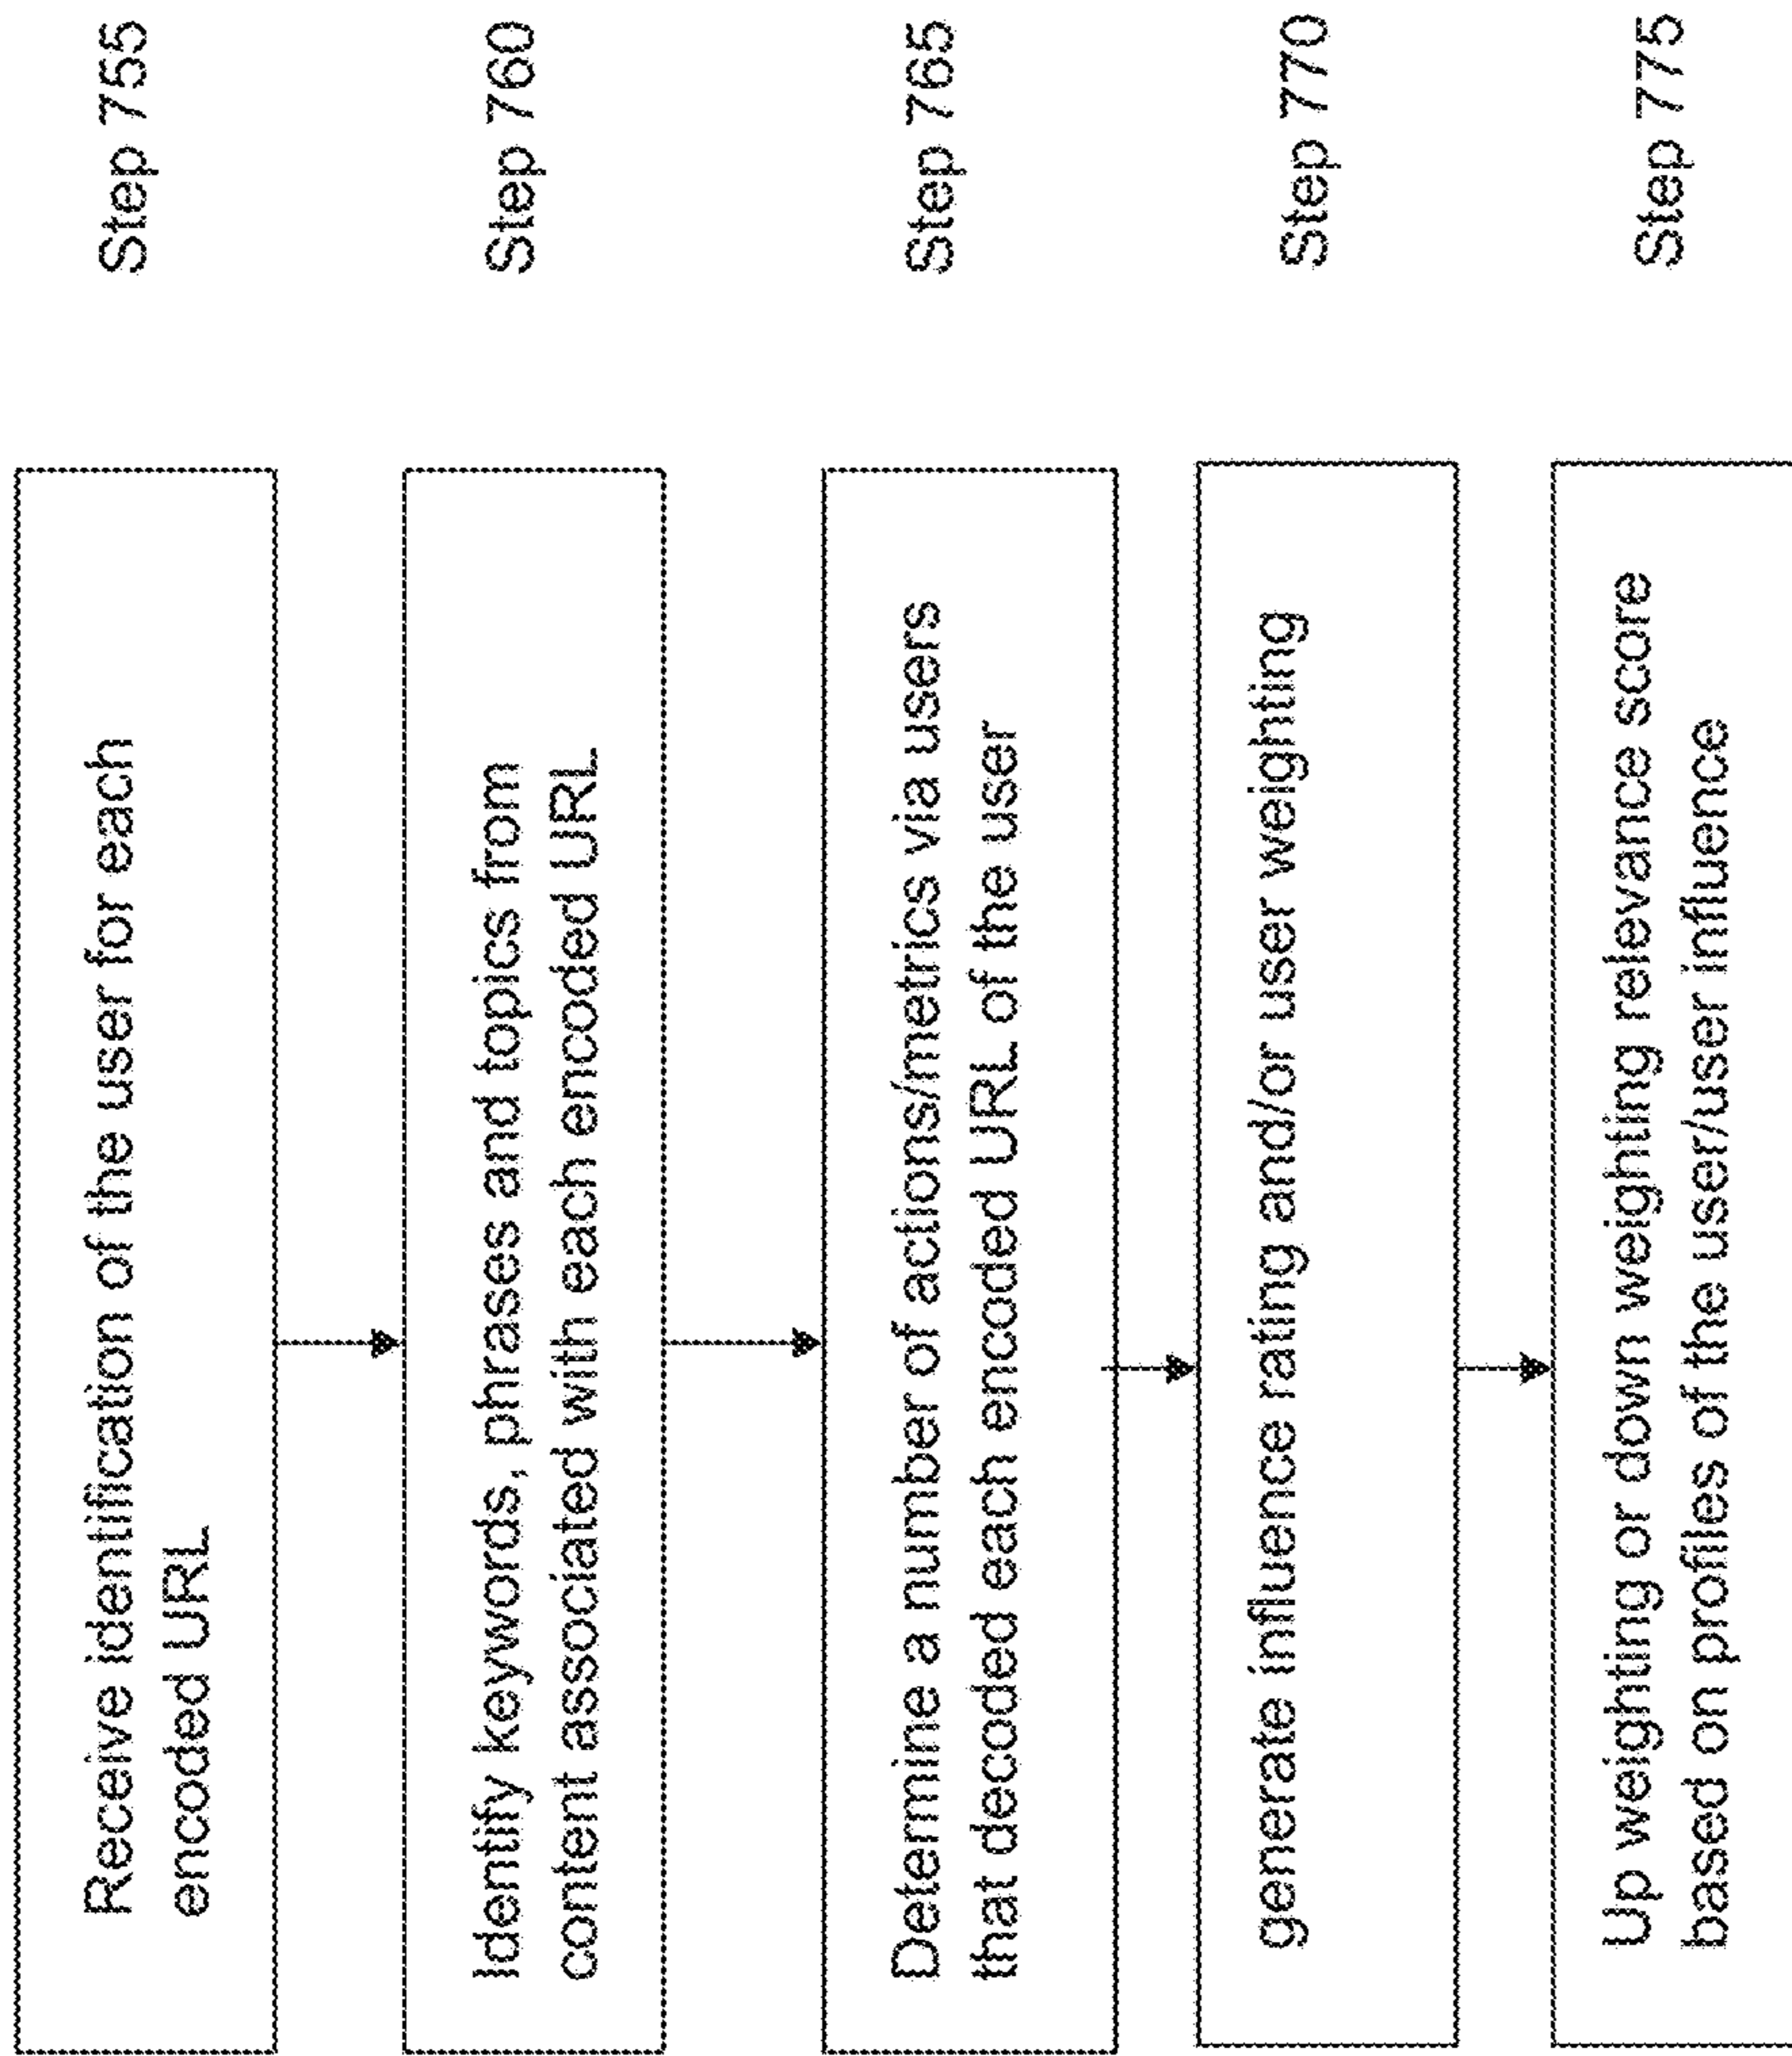 Receive identification of the user for each
encoded URL
Step 755
Identify keywords, phrases and topics from
content associated with each encoded URL
Step 760
Determine a number of actions/metrics via users
that decoded each encoded URL of the user
Step 765
generate influence rating and/or user weighting
Step 770
Up weighting or down weighting relevance score
based on profiles of the user/user influence
Step 775